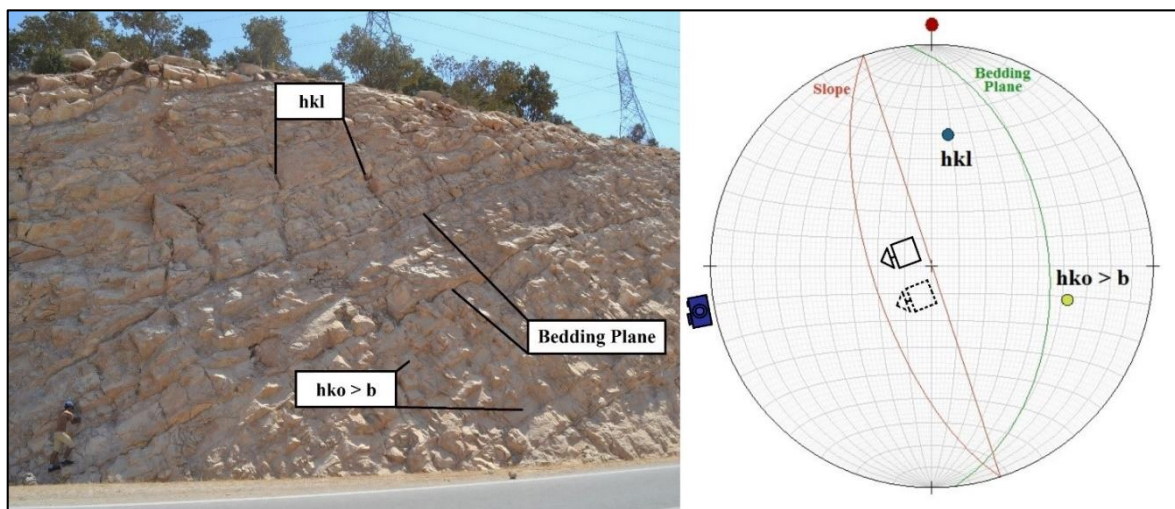 hkl
Bedding Plane
hko > b
Slope
Bedding
Plane
hkl
hko > b